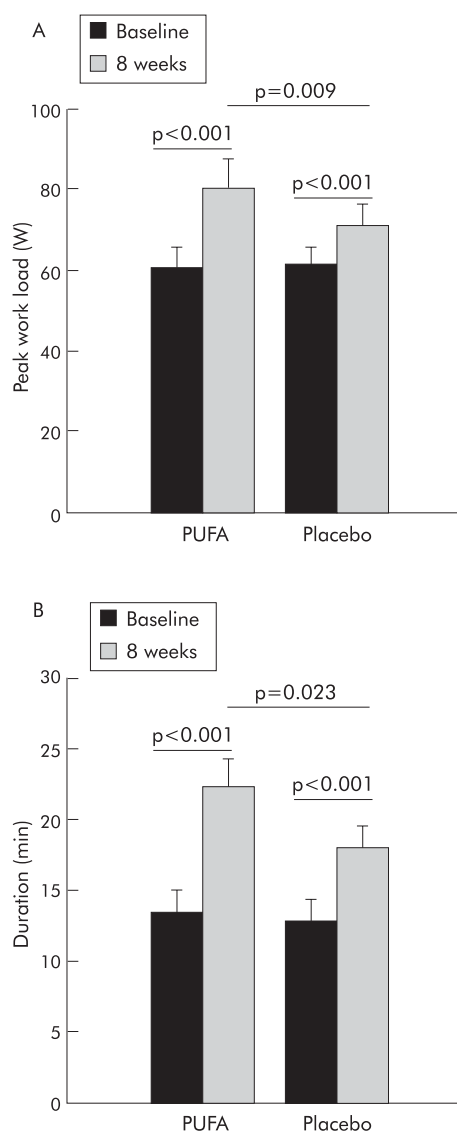 A
Baseline
8 weeks
100
80
60
40
20
0
Peak work load (W)
p<0.001
p=0.009
p<0.001
PUFA
Placebo
B
Baseline
8 weeks
30
25
20
15
10
5
0
Duration (min)
p<0.001
p=0.023
p<0.001
PUFA
Placebo